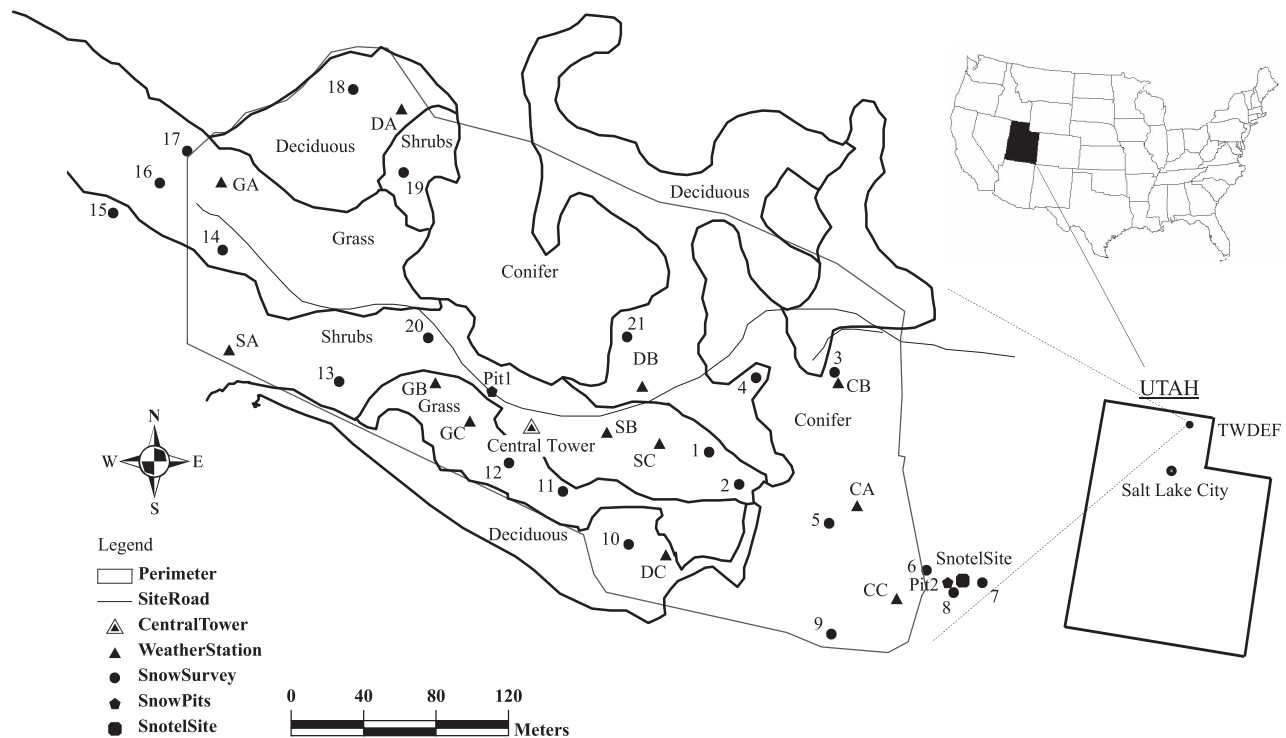 18
DA
Deciduous
Shrubs
17
16
GA
19
Deciduous
15
14
Grass
Conifer
SA
Shrubs
20
21
DB
3
13
GB
Pit1
4
CB
Grass
GC
Central Tower
SB
SC
1
Conifer
12
11
2
CA
5
Deciduous
10
DC
6
SnotelSite
Pit2
8
7
CC
9
N
W
E
S
UTAH
TWDEF
Salt Lake City
Legend
Perimeter
SiteRoad
CentralTower
WeatherStation
SnowSurvey
SnowPits
SnotelSite
0 40 80 120
Meters